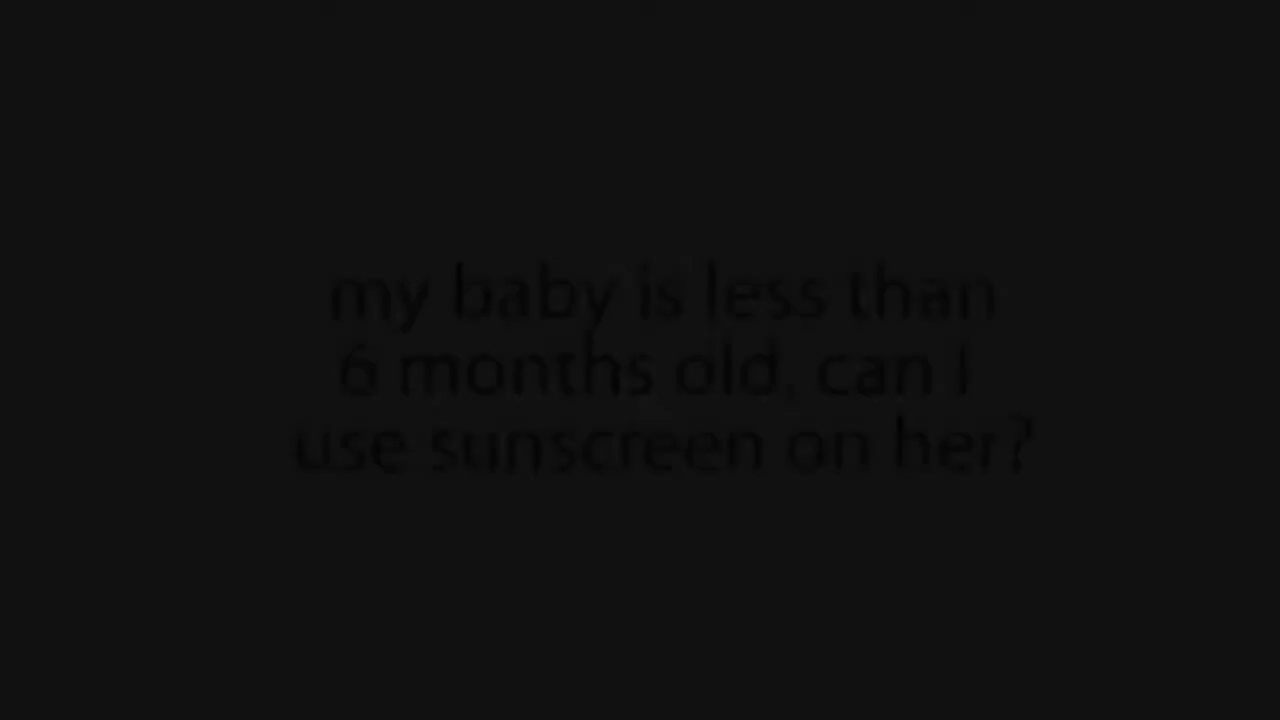 my baby is less than
6 months old, can I
use sunscreen on her?